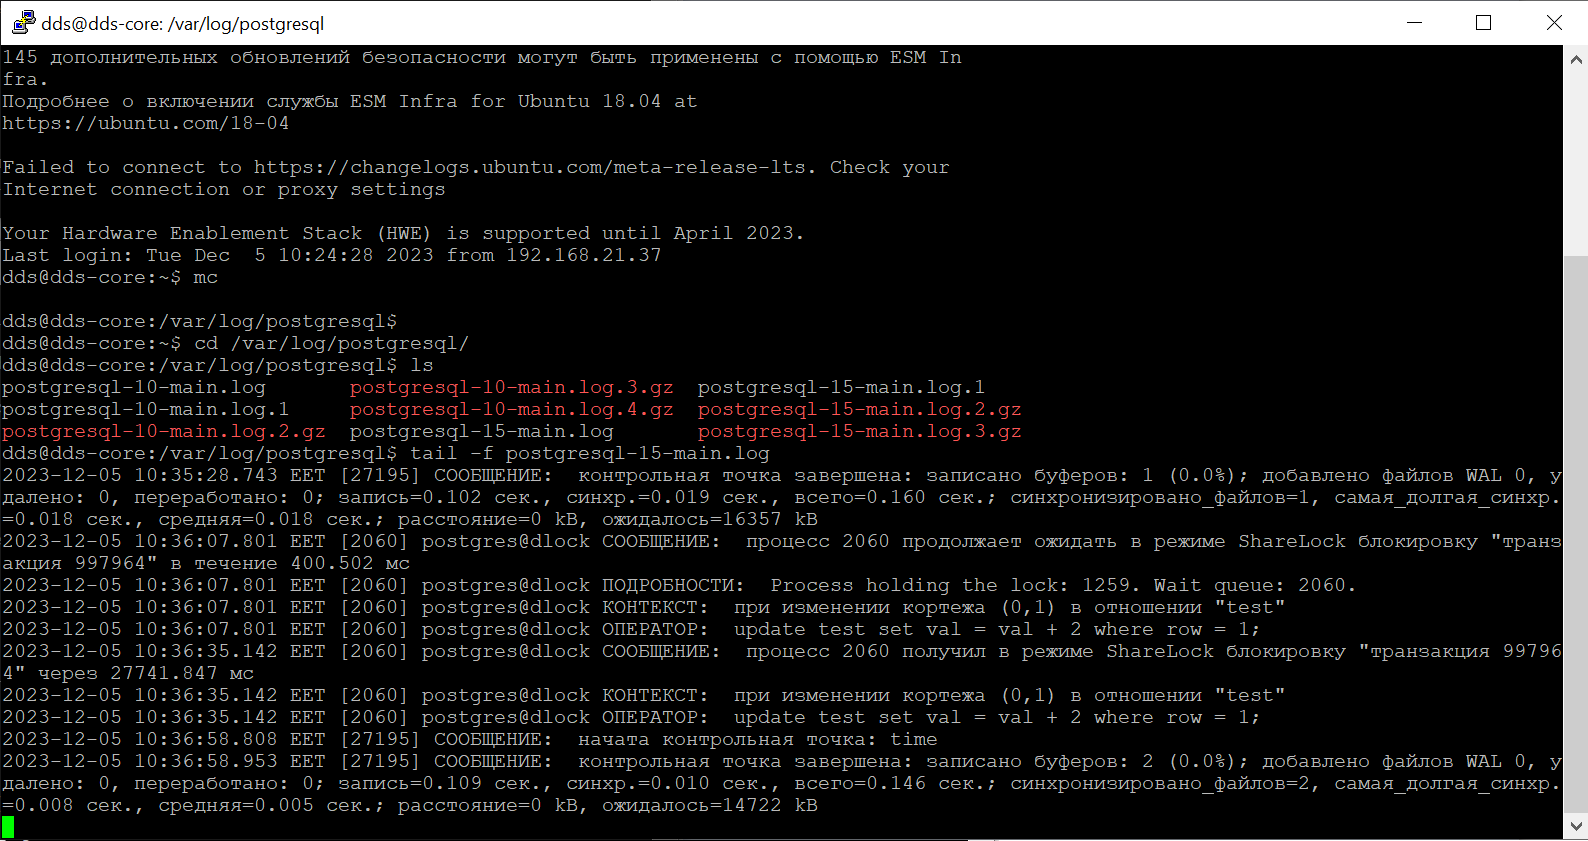 dds@dds-core: /var/log/postgresql
145 дополнительных обновлений безопасности могут быть применены с помощью ESM In
fra.
Подробнее о включении службы ESM Infra for Ubuntu 18.04 at
https://ubuntu.com/18-04
Failed to connect to https://changelogs.ubuntu.com/meta-release-lts. Check your
Internet connection or proxy settings
Your Hardware Enablement Stack (HWE) is supported until April 2023.
Last login: Tue Dec  5 10:24:28 2023 from 192.168.21.37
dds@dds-core:~$ mc
dds@dds-core:/var/log/postgresql$
dds@dds-core:~$ cd /var/log/postgresql/
dds@dds-core:/var/log/postgresql$ ls
postgresql-10-main.log       postgresql-10-main.log.3.gz  postgresql-15-main.log.1
postgresql-10-main.log.1     postgresql-10-main.log.4.gz  postgresql-15-main.log.2.gz
postgresql-10-main.log.2.gz  postgresql-15-main.log       postgresql-15-main.log.3.gz
dds@dds-core:/var/log/postgresql$ tail -f postgresql-15-main.log
2023-12-05 10:35:28.743 EET [27195] СООБЩЕНИЕ:  контрольная точка завершена: записано буферов: 1 (0.0%); добавлено файлов WAL 0, у
далено: 0, переработано: 0; запись=0.102 сек., синхр.=0.019 сек., всего=0.160 сек.; синхронизировано_файлов=1, самая_долгая_синхр.
=0.018 сек., средняя=0.018 сек.; расстояние=0 kB, ожидалось=16357 kB
2023-12-05 10:36:07.801 EET [2060] postgres@dlock СООБЩЕНИЕ:  процесс 2060 продолжает ожидать в режиме ShareLock блокировку "транз
акция 997964" в течение 400.502 мс
2023-12-05 10:36:07.801 EET [2060] postgres@dlock ПОДРОБНОСТИ:  Process holding the lock: 1259. Wait queue: 2060.
2023-12-05 10:36:07.801 EET [2060] postgres@dlock КОНТЕКСТ:  при изменении кортежа (0,1) в отношении "test"
2023-12-05 10:36:07.801 EET [2060] postgres@dlock ОПЕРАТОР:  update test set val = val + 2 where row = 1;
2023-12-05 10:36:35.142 EET [2060] postgres@dlock СООБЩЕНИЕ:  процесс 2060 получил в режиме ShareLock блокировку "транзакция 99796
4" через 27741.847 мс
2023-12-05 10:36:35.142 EET [2060] postgres@dlock КОНТЕКСТ:  при изменении кортежа (0,1) в отношении "test"
2023-12-05 10:36:35.142 EET [2060] postgres@dlock ОПЕРАТОР:  update test set val = val + 2 where row = 1;
2023-12-05 10:36:58.808 EET [27195] СООБЩЕНИЕ:  начата контрольная точка: time
2023-12-05 10:36:58.953 EET [27195] СООБЩЕНИЕ:  контрольная точка завершена: записано буферов: 2 (0.0%); добавлено файлов WAL 0, у
далено: 0, переработано: 0; запись=0.109 сек., синхр.=0.010 сек., всего=0.146 сек.; синхронизировано_файлов=2, самая_долгая_синхр.
=0.008 сек., средняя=0.005 сек.; расстояние=0 kB, ожидалось=14722 kB